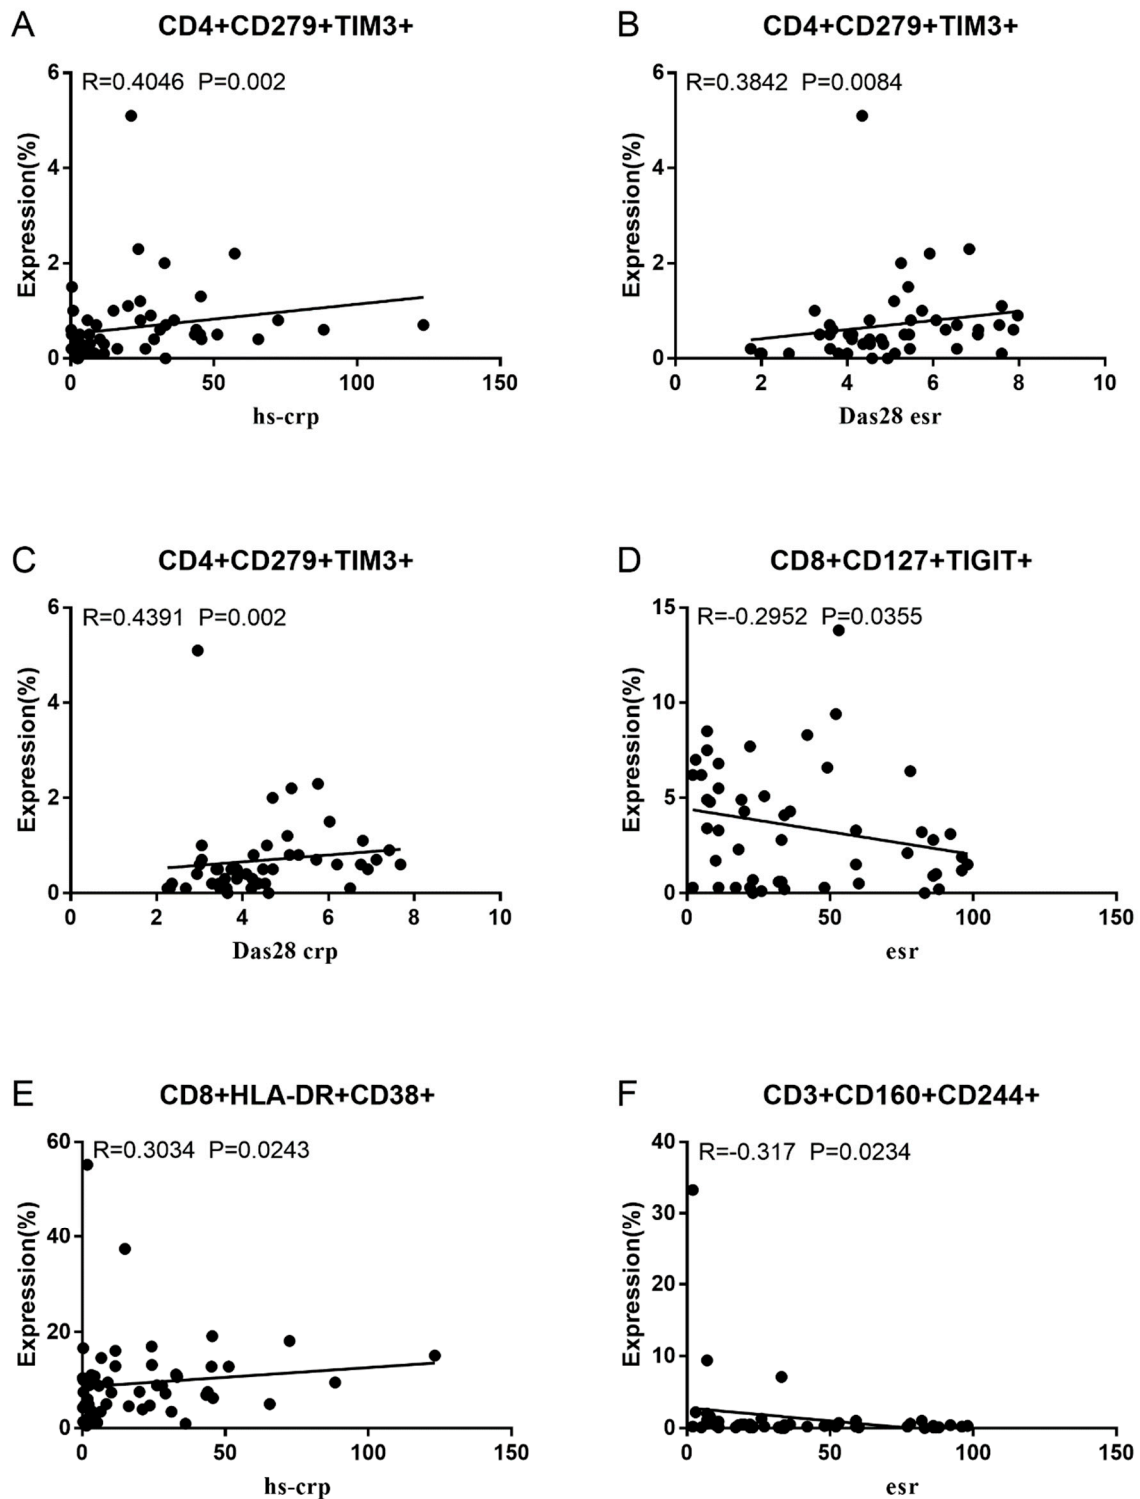 A
CD4+CD279+TIM3+
R=0.4046 P=0.002
Expression(%)
6
4
2
0
0 50 100 150
hs-crp
B
CD4+CD279+TIM3+
R=0.3842 P=0.0084
Expression(%)
6
4
2
0
0 2 4 6 8 10
Das28 esr
C
CD4+CD279+TIM3+
R=0.4391 P=0.002
Expression(%)
6
4
2
0
0 2 4 6 8 10
Das28 crp
D
CD8+CD127+TIGIT+
R=-0.2952 P=0.0355
Expression(%)
15
10
5
0
0 50 100 150
esr
E
CD8+HLA-DR+CD38+
R=0.3034 P=0.0243
Expression(%)
60
40
20
0
0 50 100 150
hs-crp
F
CD3+CD160+CD244+
R=-0.317 P=0.0234
Expression(%)
40
30
20
10
0
0 50 100 150
esr